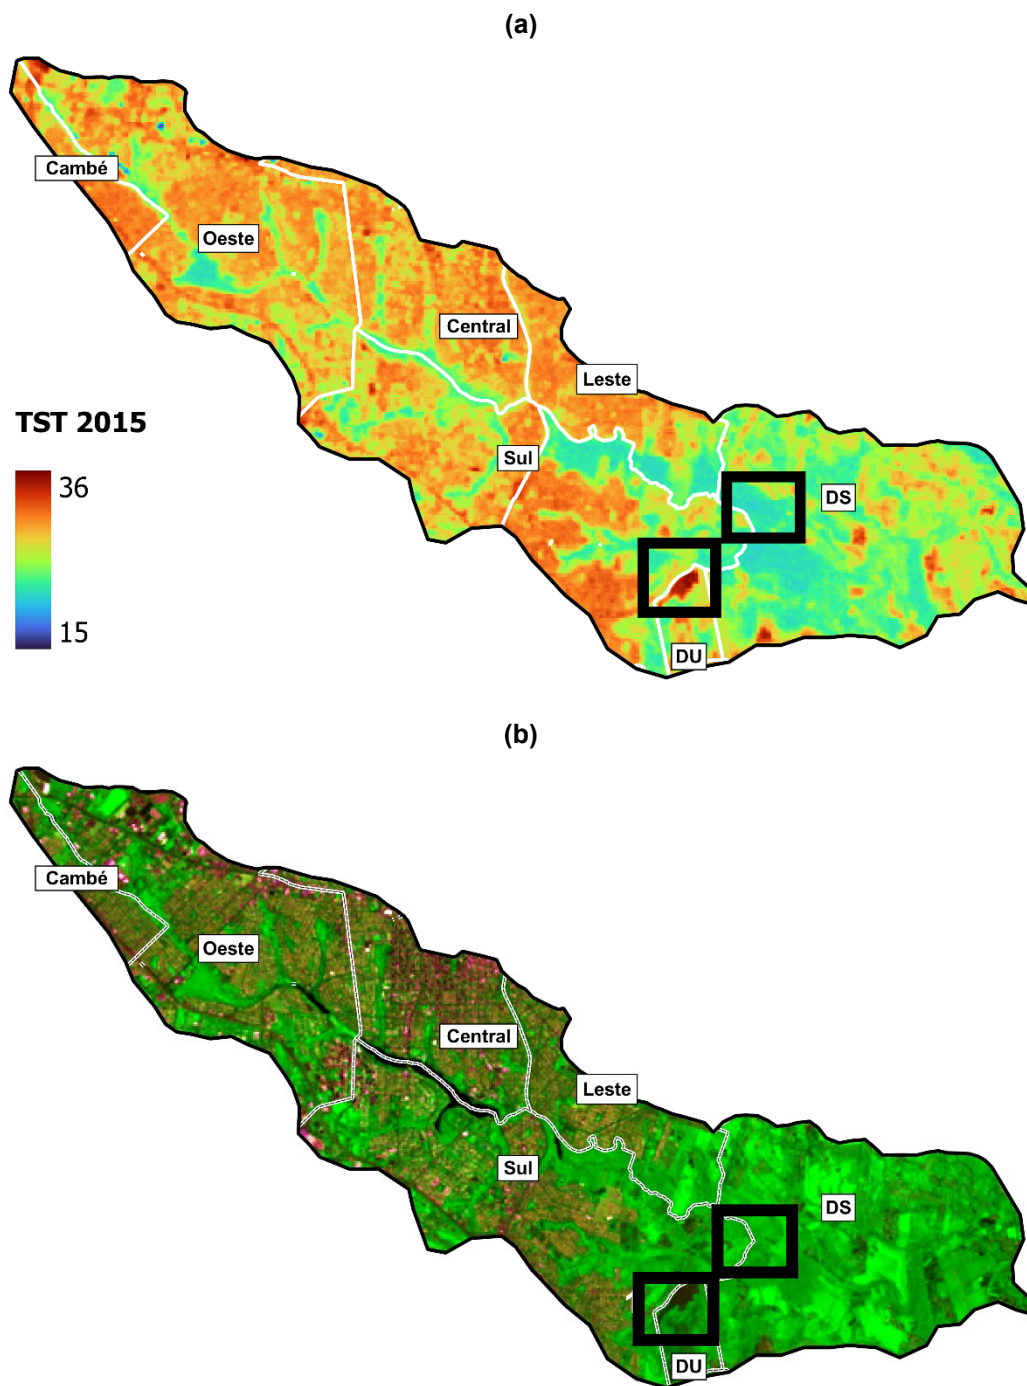 (a)
Cambé
Oeste
Central
Leste
TST 2015
Sul
36
DS
15
DU
(b)
Cambé
Oeste
Central
Leste
Sul
DS
DU